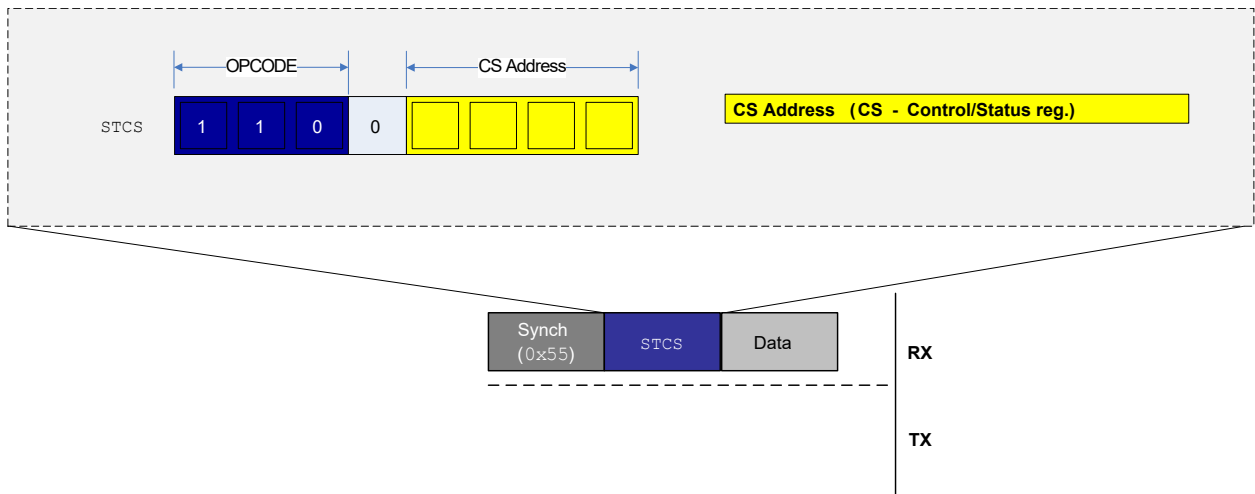 OPCODE
CS Address
STCS
1 1 0 0
CS Address (CS - Control/Status reg.)
Synch
(0x55)
STCS
Data
RX
TX